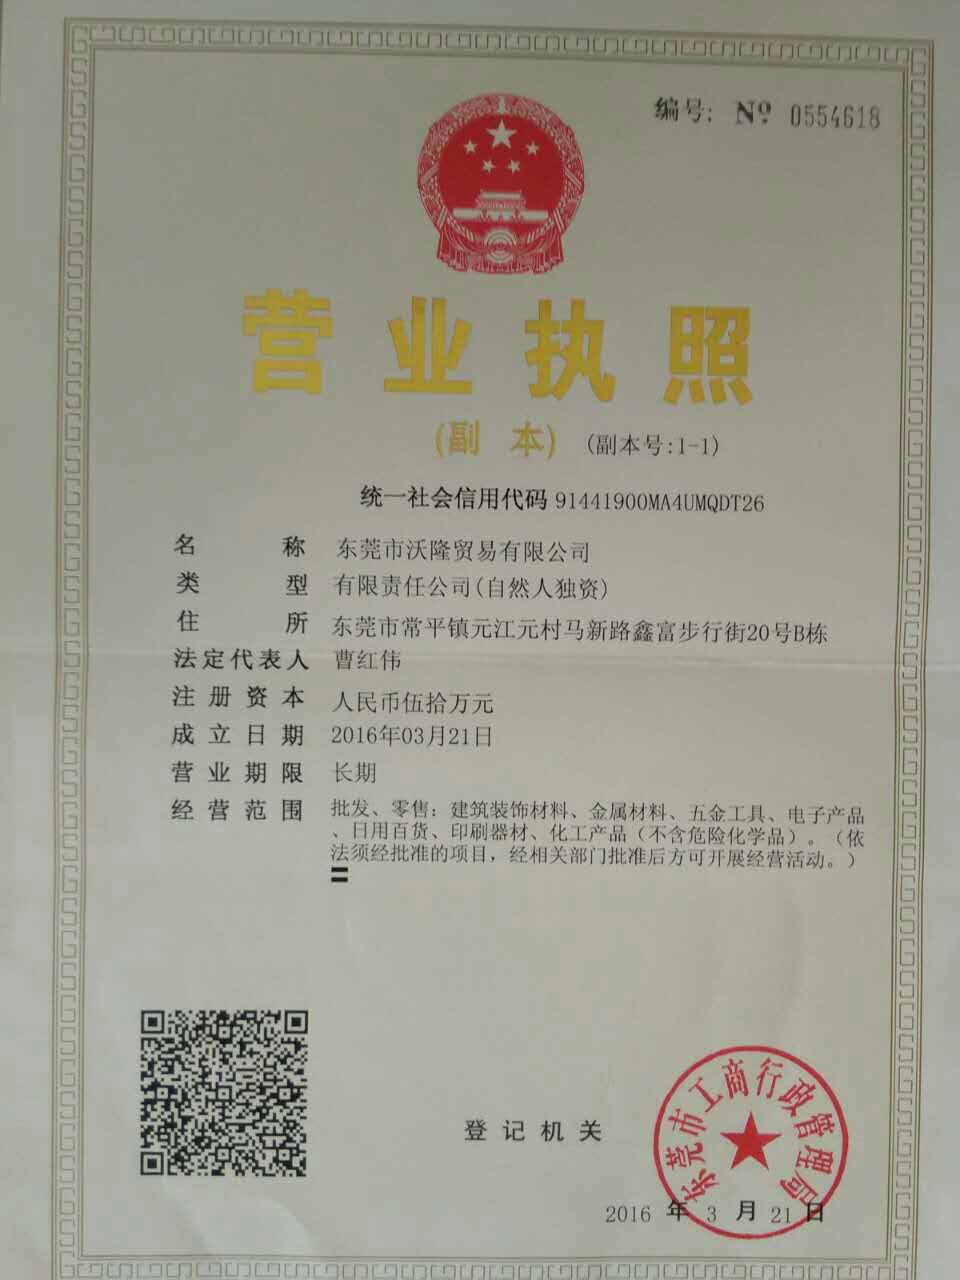 编号: Nº 0554618
营业执照
(副 本) (副本号:1-1)
统一社会信用代码 91441900MA4UMQDT26
名 称 东莞市沃隆贸易有限公司
类 型 有限责任公司(自然人独资)
住 所 东莞市常平镇元江元村马新路鑫富步行街20号B栋
法定代表人 曹红伟
注册资本 人民币伍拾万元
成立日期 2016年03月21日
营业期限 长期
经营范围 批发、零售：建筑装饰材料、金属材料、五金工具、电子产品
、日用百货、印刷器材、化工产品（不含危险化学品）。（依
法须经批准的项目，经相关部门批准后方可开展经营活动。）
登记机关
东莞市工商行政管理局
2016 年 3 月 21 日